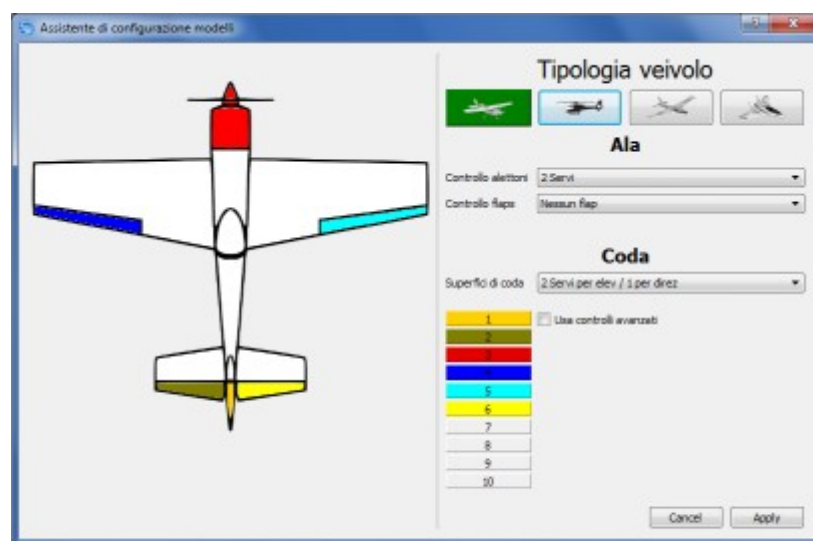 Assistente di configurazione modelli
Tipologia veivolo
Ala
Controllo alettoni 2 Servi
Controllo flaps Nessun flap
Coda
Superfici di coda 2 Servi per elev / 1 per direz
1 Usa controlli avanzati
2
3
4
5
6
7
8
9
10
Cancel Apply